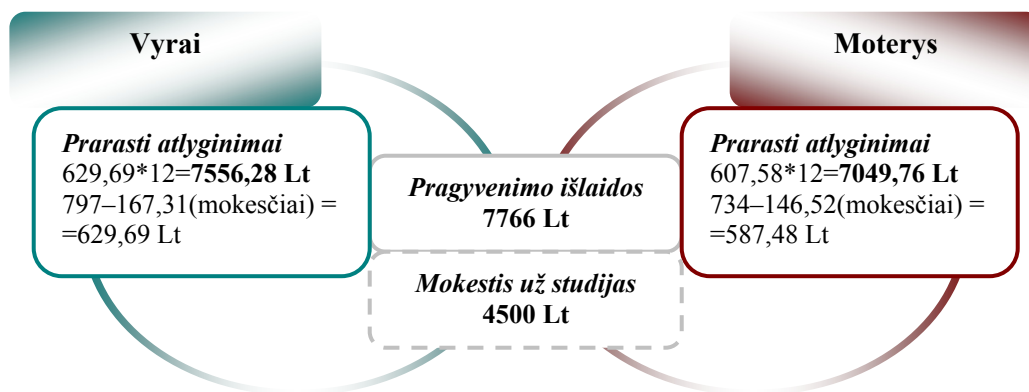 Vyrai
Prarasti atlyginimai
629,69*12=7556,28 Lt
797–167,31(mokesčiai) =
=629,69 Lt
Pragyvenimo išlaidos
7766 Lt
Mokestis už studijas
4500 Lt
Moterys
Prarasti atlyginimai
607,58*12=7049,76 Lt
734–146,52(mokesčiai) =
=587,48 Lt